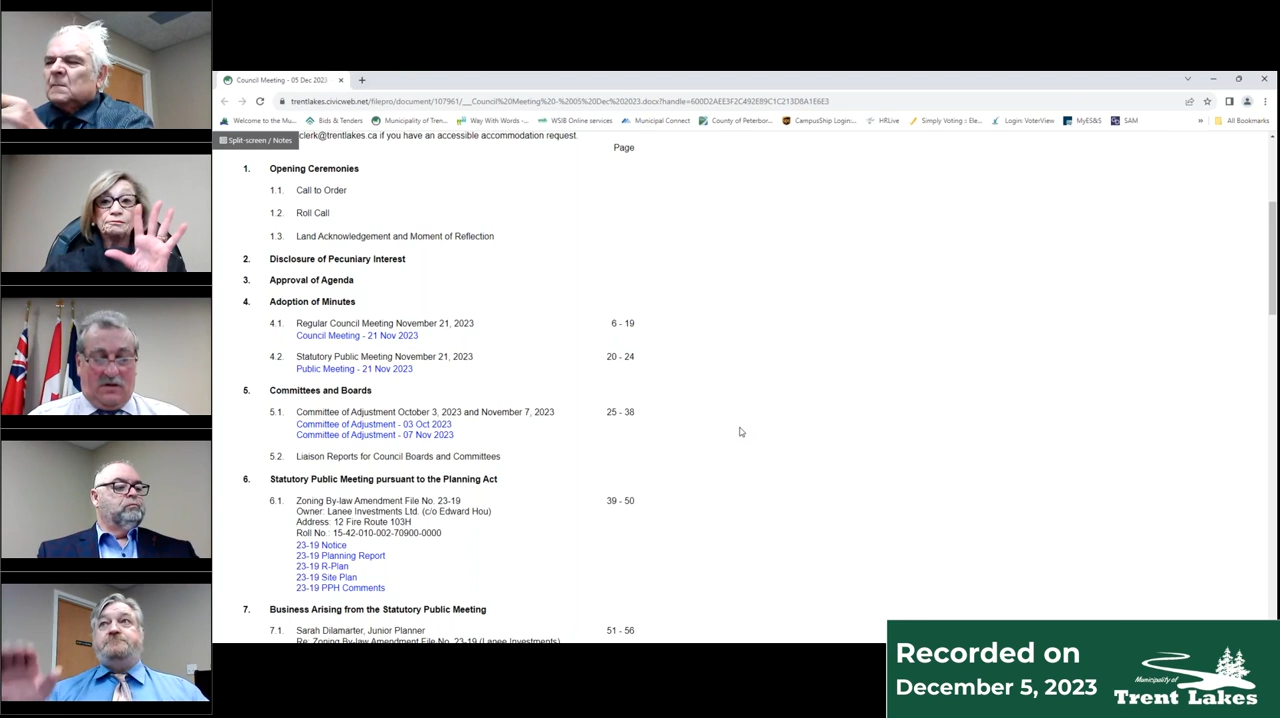 Council Meeting - 05 Dec 2023
trentlakes.civicweb.net/filepro/document/107961/__Council%20Meeting%20-%2005%20Dec%202023.docx?handle=600D2AEE3F2C492E89C1C213D8A1E6E3
Welcome to the Mu...
Bids & Tenders
Municipality of Tren...
Way With Words -...
WSIB Online services
Municipal Connect
County of Peterbor...
CampusShip Login:...
HRLive
Simply Voting - Elec...
Login: VoterView
MyES&S
SAM
»
All Bookmarks
Split-screen / Notes
clerk@trentlakes.ca if you have an accessible accommodation request.
Page
1. Opening Ceremonies
1.1. Call to Order
1.2. Roll Call
1.3. Land Acknowledgement and Moment of Reflection
2. Disclosure of Pecuniary Interest
3. Approval of Agenda
4. Adoption of Minutes
4.1. Regular Council Meeting November 21, 2023 6 - 19
Council Meeting - 21 Nov 2023
4.2. Statutory Public Meeting November 21, 2023 20 - 24
Public Meeting - 21 Nov 2023
5. Committees and Boards
5.1. Committee of Adjustment October 3, 2023 and November 7, 2023 25 - 38
Committee of Adjustment - 03 Oct 2023
Committee of Adjustment - 07 Nov 2023
5.2. Liaison Reports for Council Boards and Committees
6. Statutory Public Meeting pursuant to the Planning Act
6.1. Zoning By-law Amendment File No. 23-19 39 - 50
Owner: Lanee Investments Ltd. (c/o Edward Hou)
Address: 12 Fire Route 103H
Roll No.: 15-42-010-002-70900-0000
23-19 Notice
23-19 Planning Report
23-19 R-Plan
23-19 Site Plan
23-19 PPH Comments
7. Business Arising from the Statutory Public Meeting
7.1. Sarah Dilamarter, Junior Planner 51 - 56
Re: Zoning By-law Amendment File No. 23-19 (Lanee Investments)
Recorded on
December 5, 2023
Municipality of
Trent Lakes